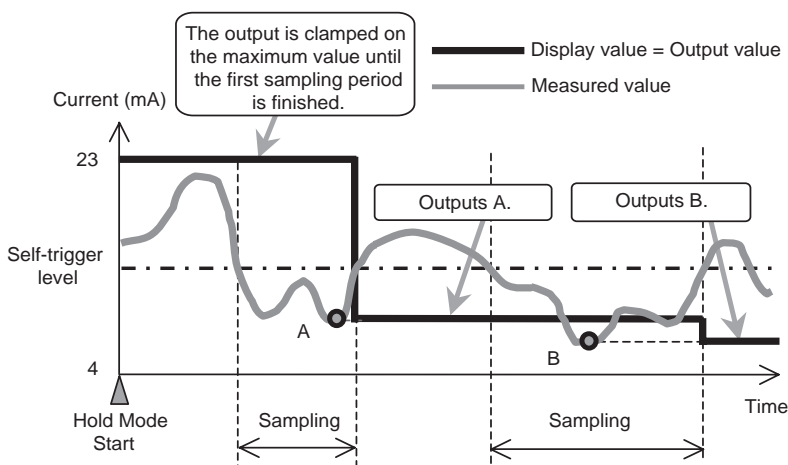 The output is clamped on
the maximum value until
the first sampling period
is finished.
Display value = Output value
Measured value
Current (mA)
23
Outputs A.
Outputs B.
Self-trigger
level
A
B
4
Time
Hold Mode
Start
Sampling
Sampling